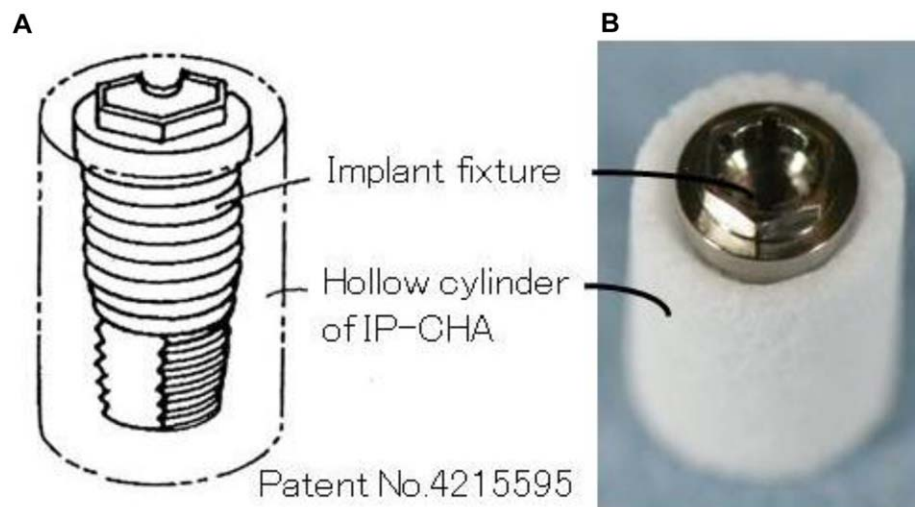 A
B
Implant fixture
Hollow cylinder
of IP-CHA
Patent No.4215595